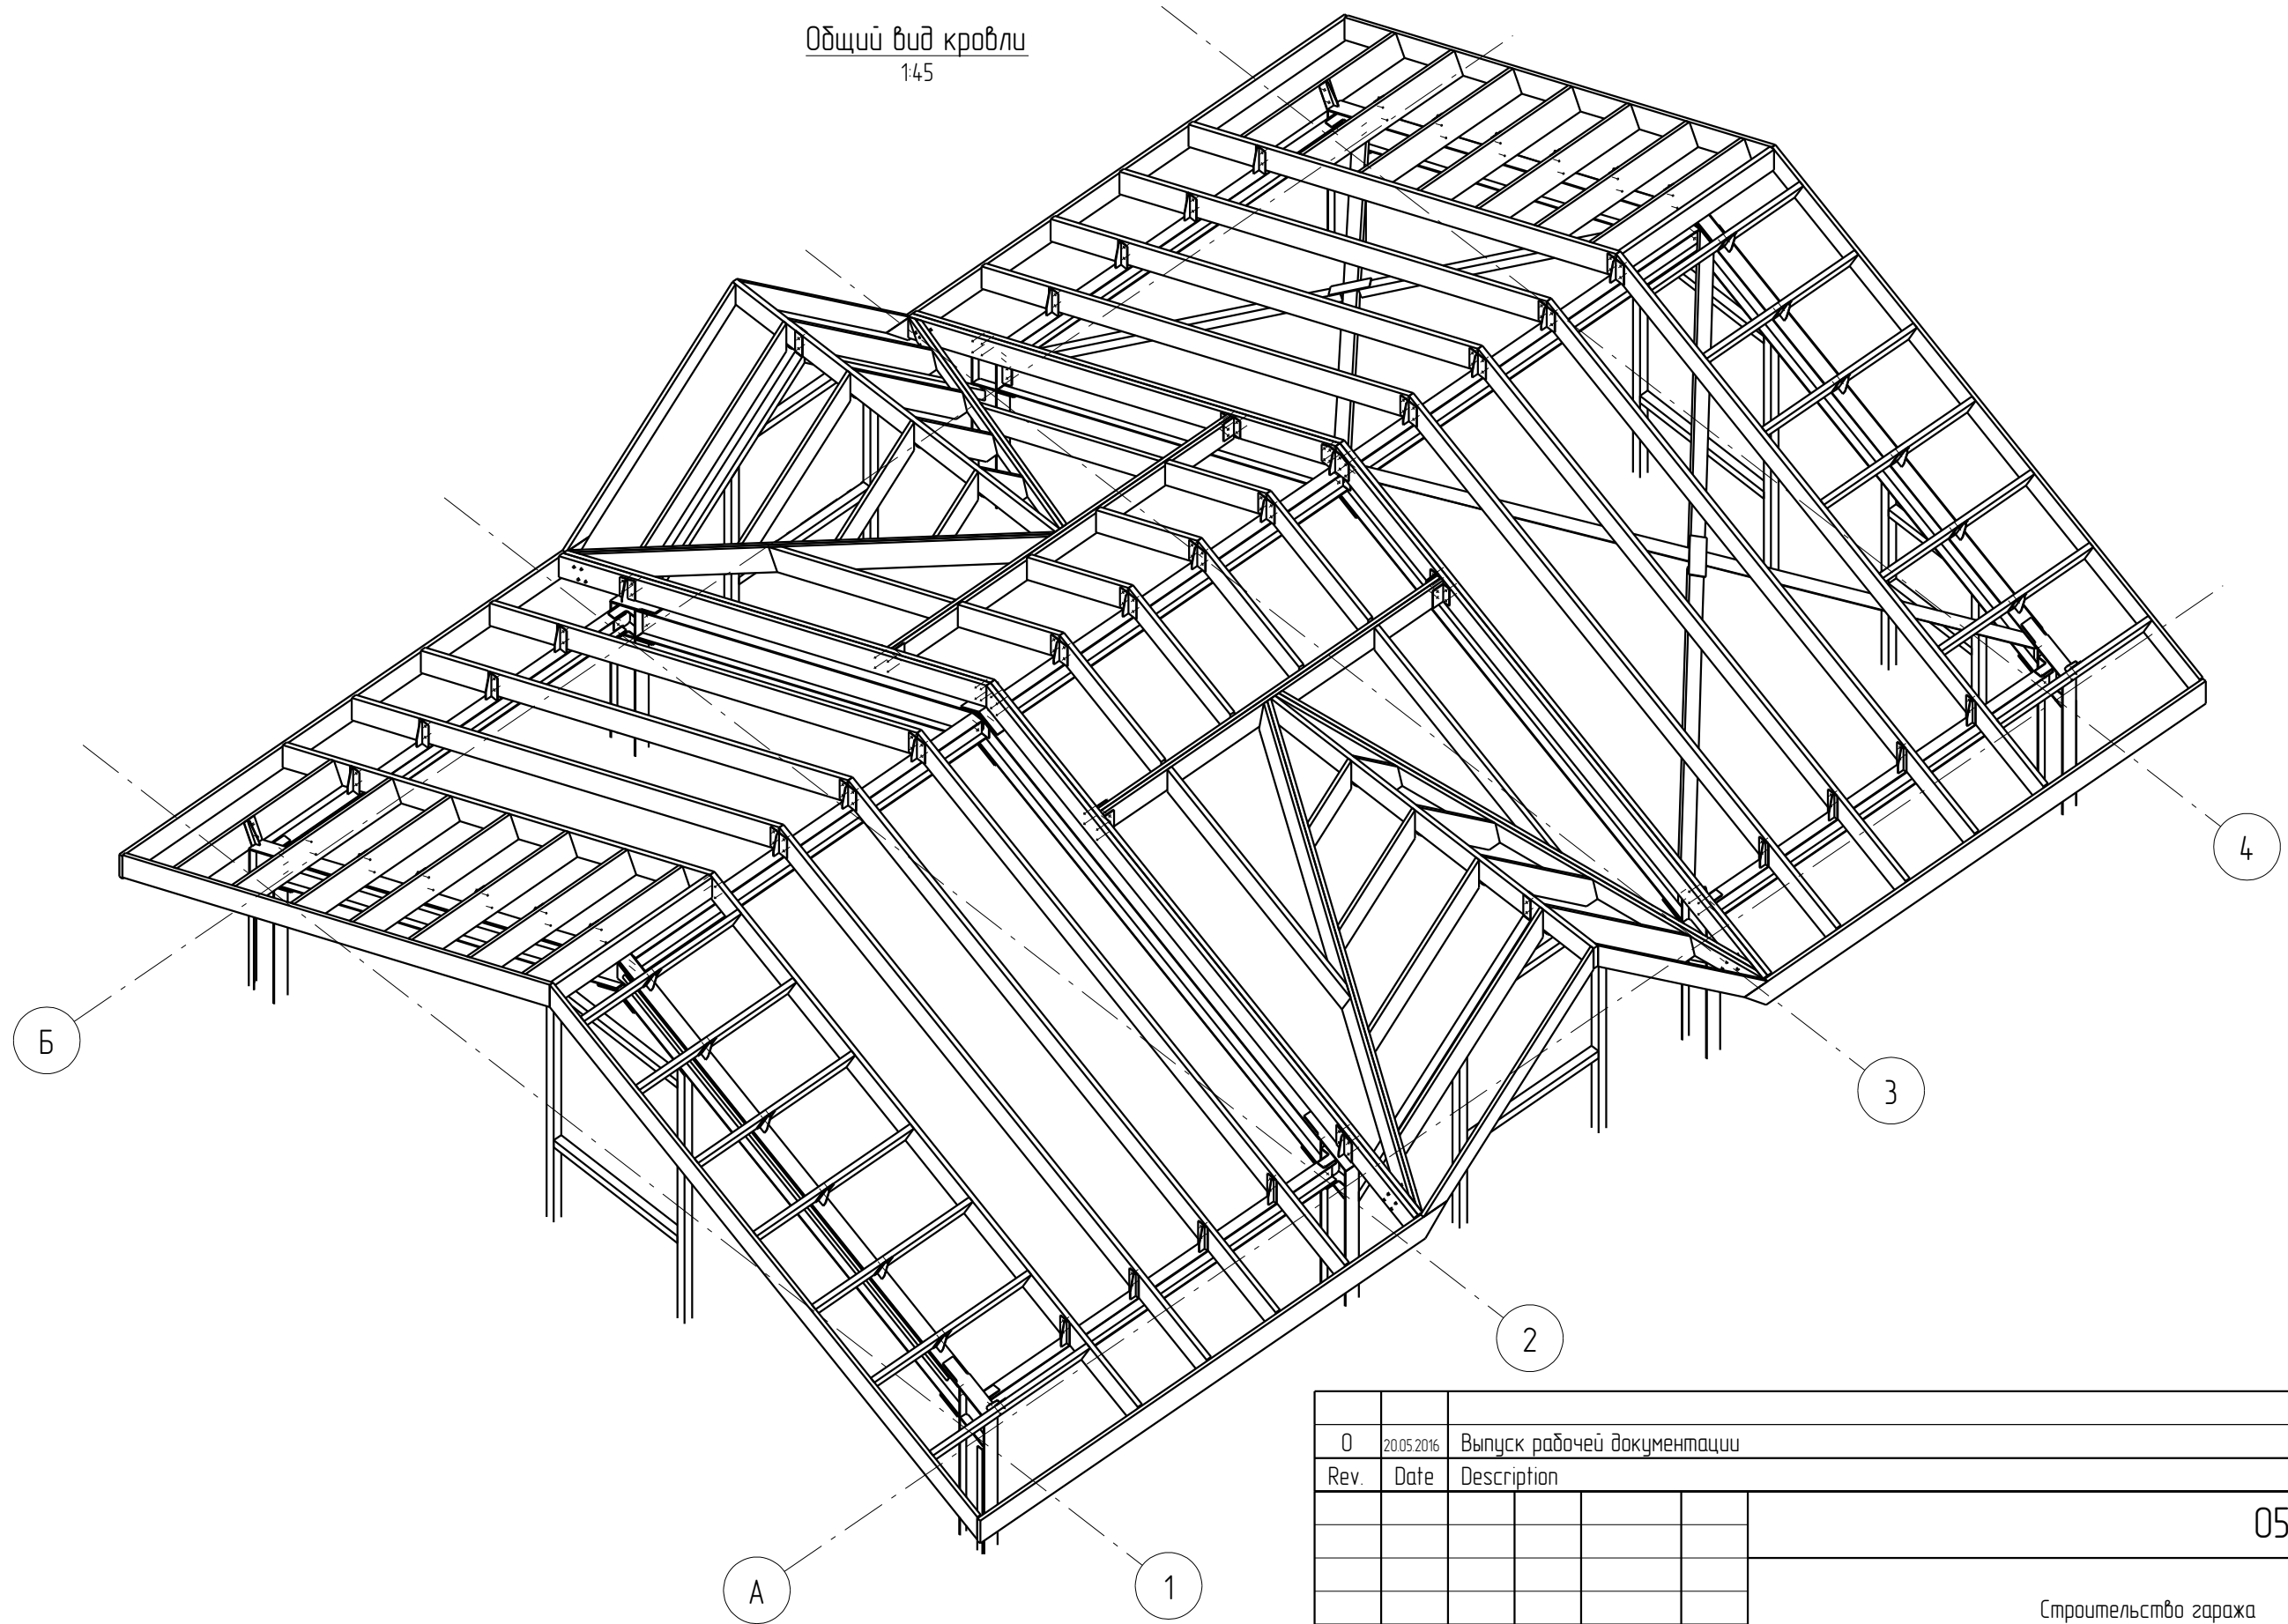 Общий вид кровли
1:45
4
Б
3
2
А
1
0 20.05.2016 Выпуск рабочей документации
Rev. Date Description
05
Строительство гаража